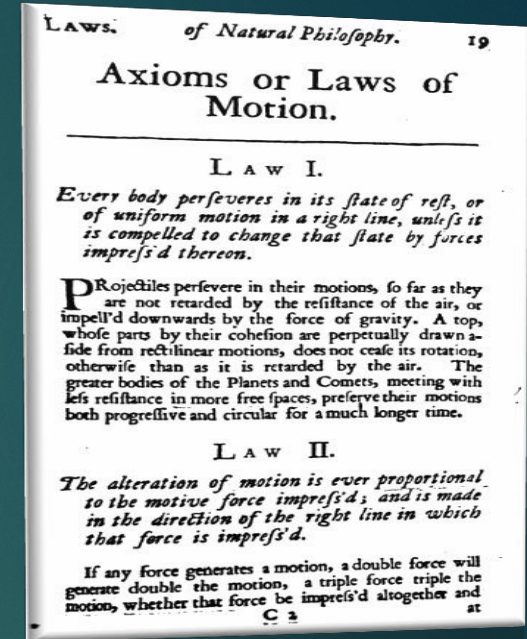 LAWS. of Natural Philoſophy. 19
Axioms or Laws of
Motion.
LAW I.
Every body perſeveres in its ſtate of reſt, or
of uniform motion in a right line, unleſs it
is compelled to change that ſtate by forces
impreſs'd thereon.
PRojectiles perſevere in their motions, ſo far as they
are not retarded by the reſiſtance of the air, or
impell'd downwards by the force of gravity. A top,
whoſe parts by their coheſion are perpetually drawn a-
ſide from rectilinear motions, does not ceaſe its rotation,
otherwiſe than as it is retarded by the air. The
greater bodies of the Planets and Comets, meeting with
leſs reſiſtance in more free ſpaces, preſerve their motions
both progreſſive and circular for a much longer time.
LAW II.
The alteration of motion is ever proportional
to the motive force impreſs'd; and is made
in the direction of the right line in which
that force is impreſs'd.
If any force generates a motion, a double force will
generate double the motion, a triple force triple the
motion, whether that force be impreſs'd altogether and
C 2 at